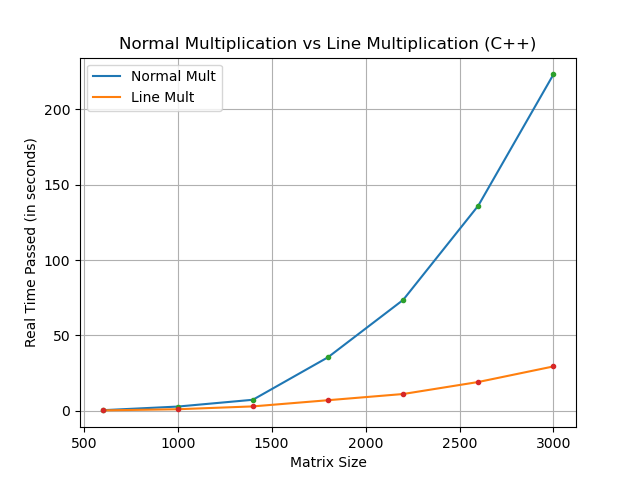 Normal Multiplication vs Line Multiplication (C++)
Normal Mult
Line Mult
Real Time Passed (in seconds)
200
150
100
50
0
500 1000 1500 2000 2500 3000
Matrix Size